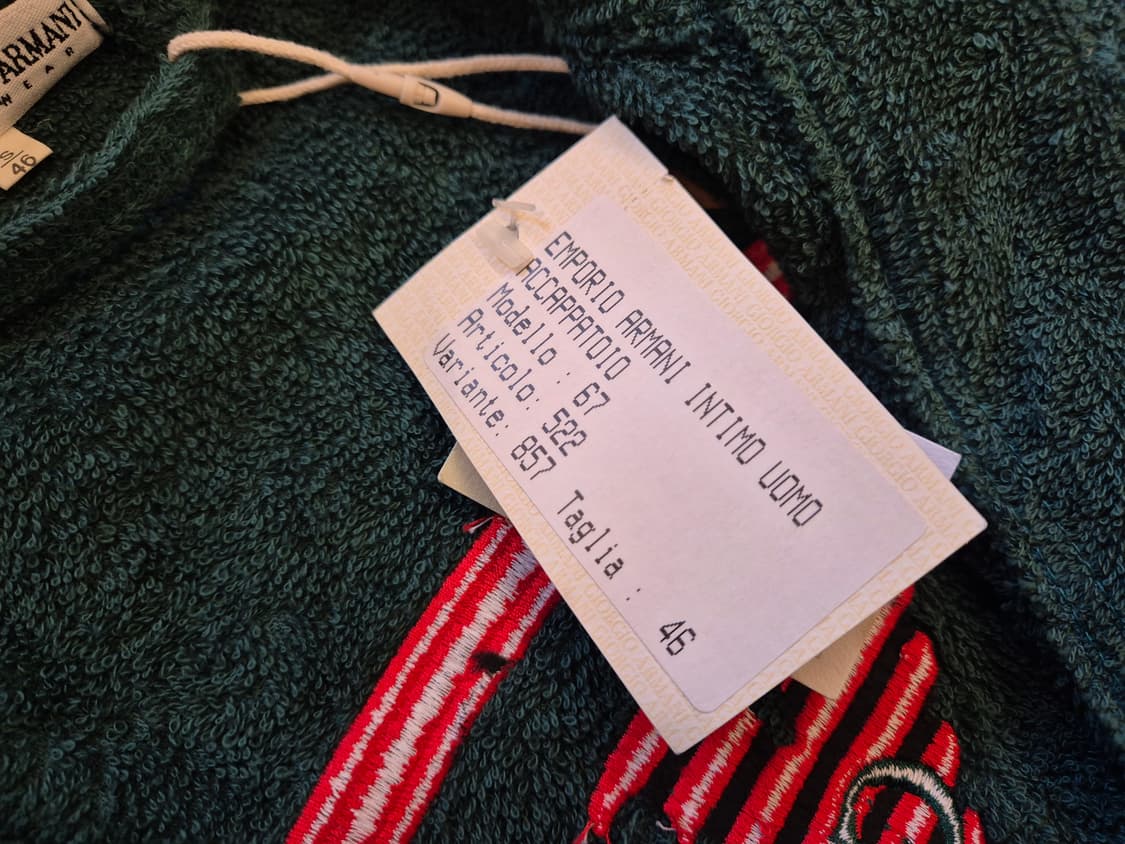 ARMANI
WEAR
S/
46
EMPORIO ARMANI INTIMO UOMO
ACCAPPATOIO
Modello : 67
Articolo: 522
Variante: 857 Taglia : 46